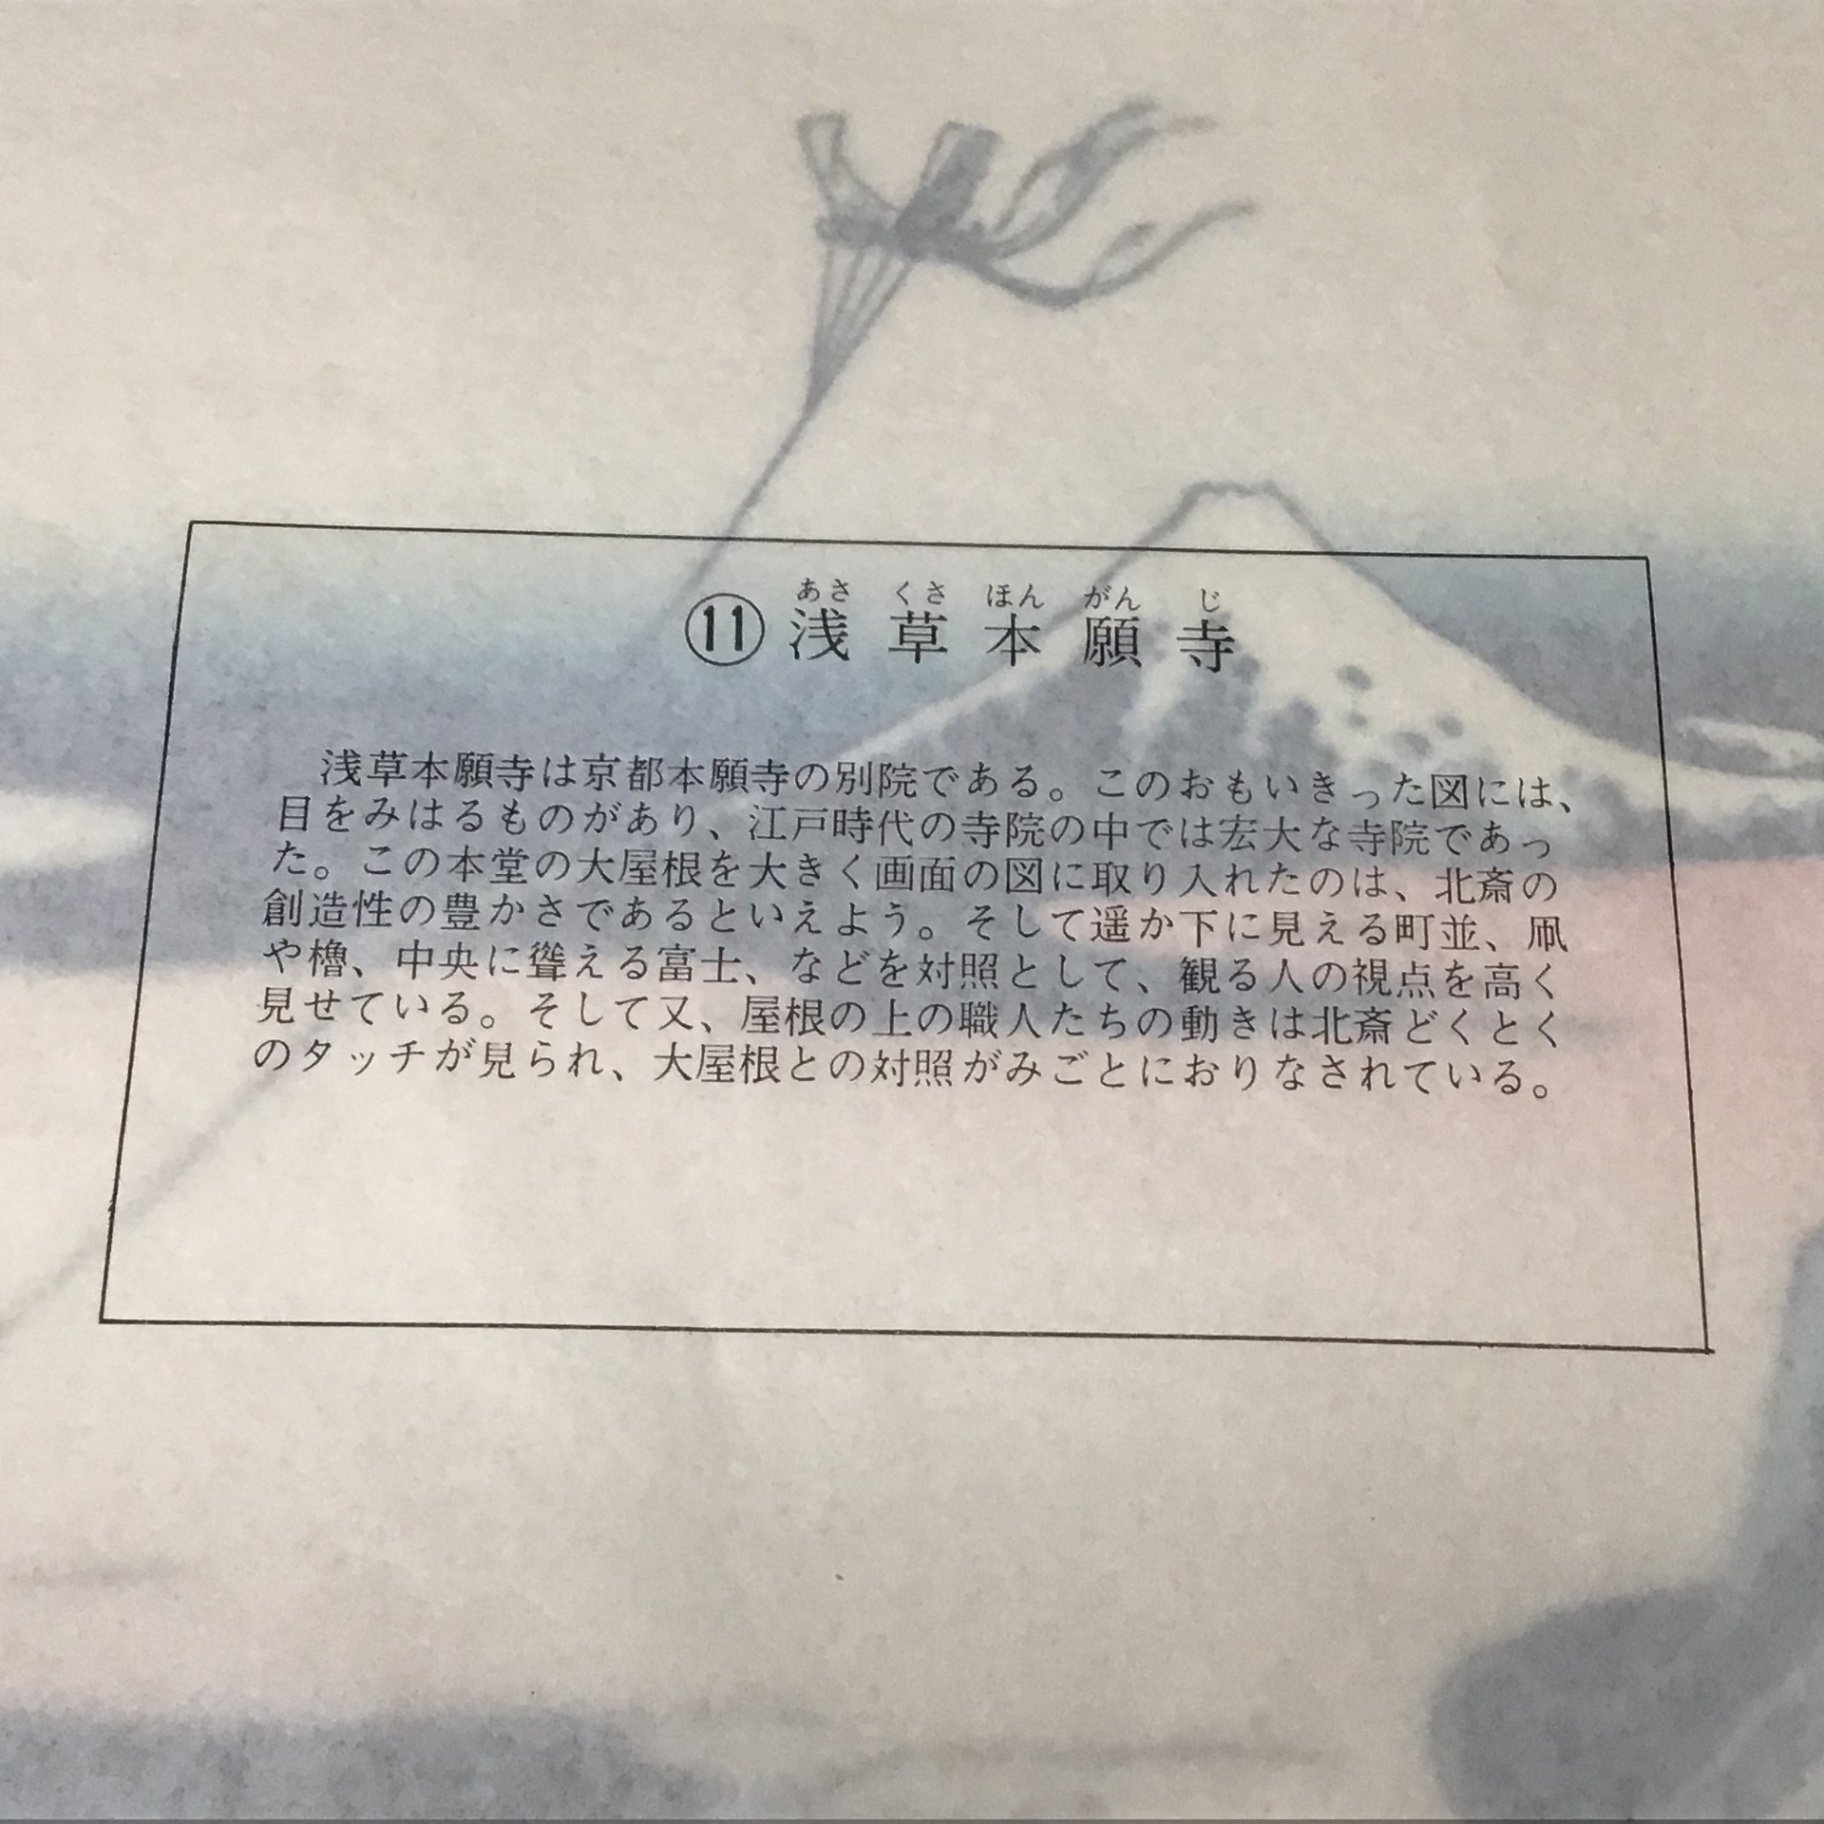 あさ くさ ほん がん じ
⑪ 浅草本願寺
浅草本願寺は京都本願寺の別院である。このおもいきった図には、
目をみはるものがあり、江戸時代の寺院の中では宏大な寺院であっ
た。この本堂の大屋根を大きく画面の図に取り入れたのは、北斎の
創造性の豊かさであるといえよう。そして遥か下に見える町並、凧
や櫓、中央に聳える富士、などを対照として、観る人の視点を高く
見せている。そして又、屋根の上の職人たちの動きは北斎どくとく
のタッチが見られ、大屋根との対照がみごとにおりなされている。